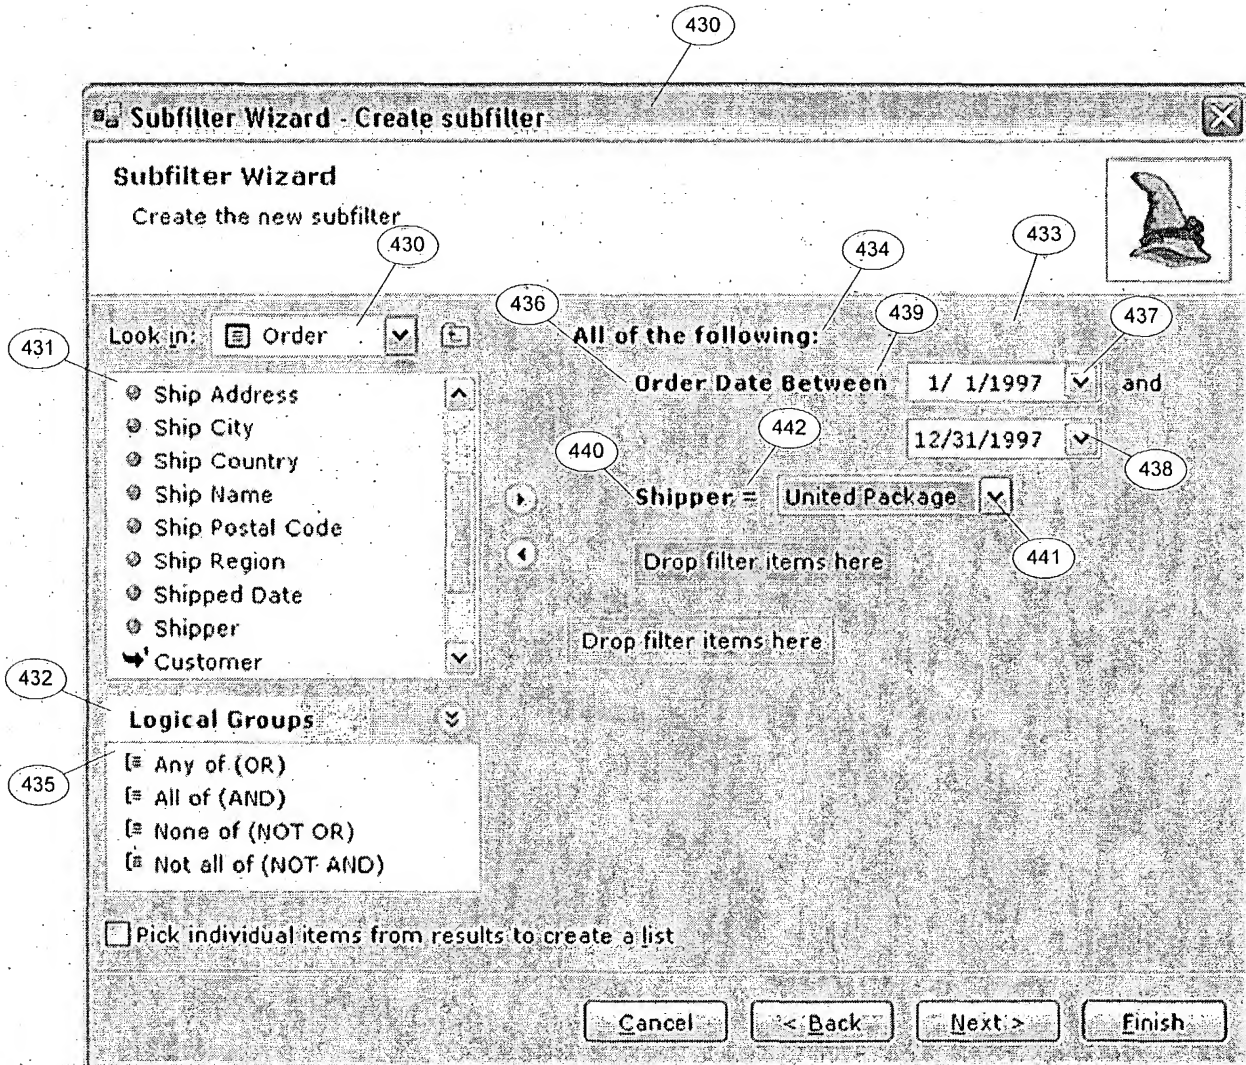 430
Subfilter Wizard - Create subfilter
Subfilter Wizard
Create the new subfilter
430
434
433
436
439
437
431
Look in: Order
All of the following:
Order Date Between 1/ 1/1997 and
12/31/1997
442
440
438
Shipper = United Package
441
Drop filter items here
Drop filter items here
Ship Address
Ship City
Ship Country
Ship Name
Ship Postal Code
Ship Region
Shipped Date
Shipper
Customer
432
Logical Groups
435
Any of (OR)
All of (AND)
None of (NOT OR)
Not all of (NOT AND)
Pick individual items from results to create a list
Cancel < Back Next > Finish